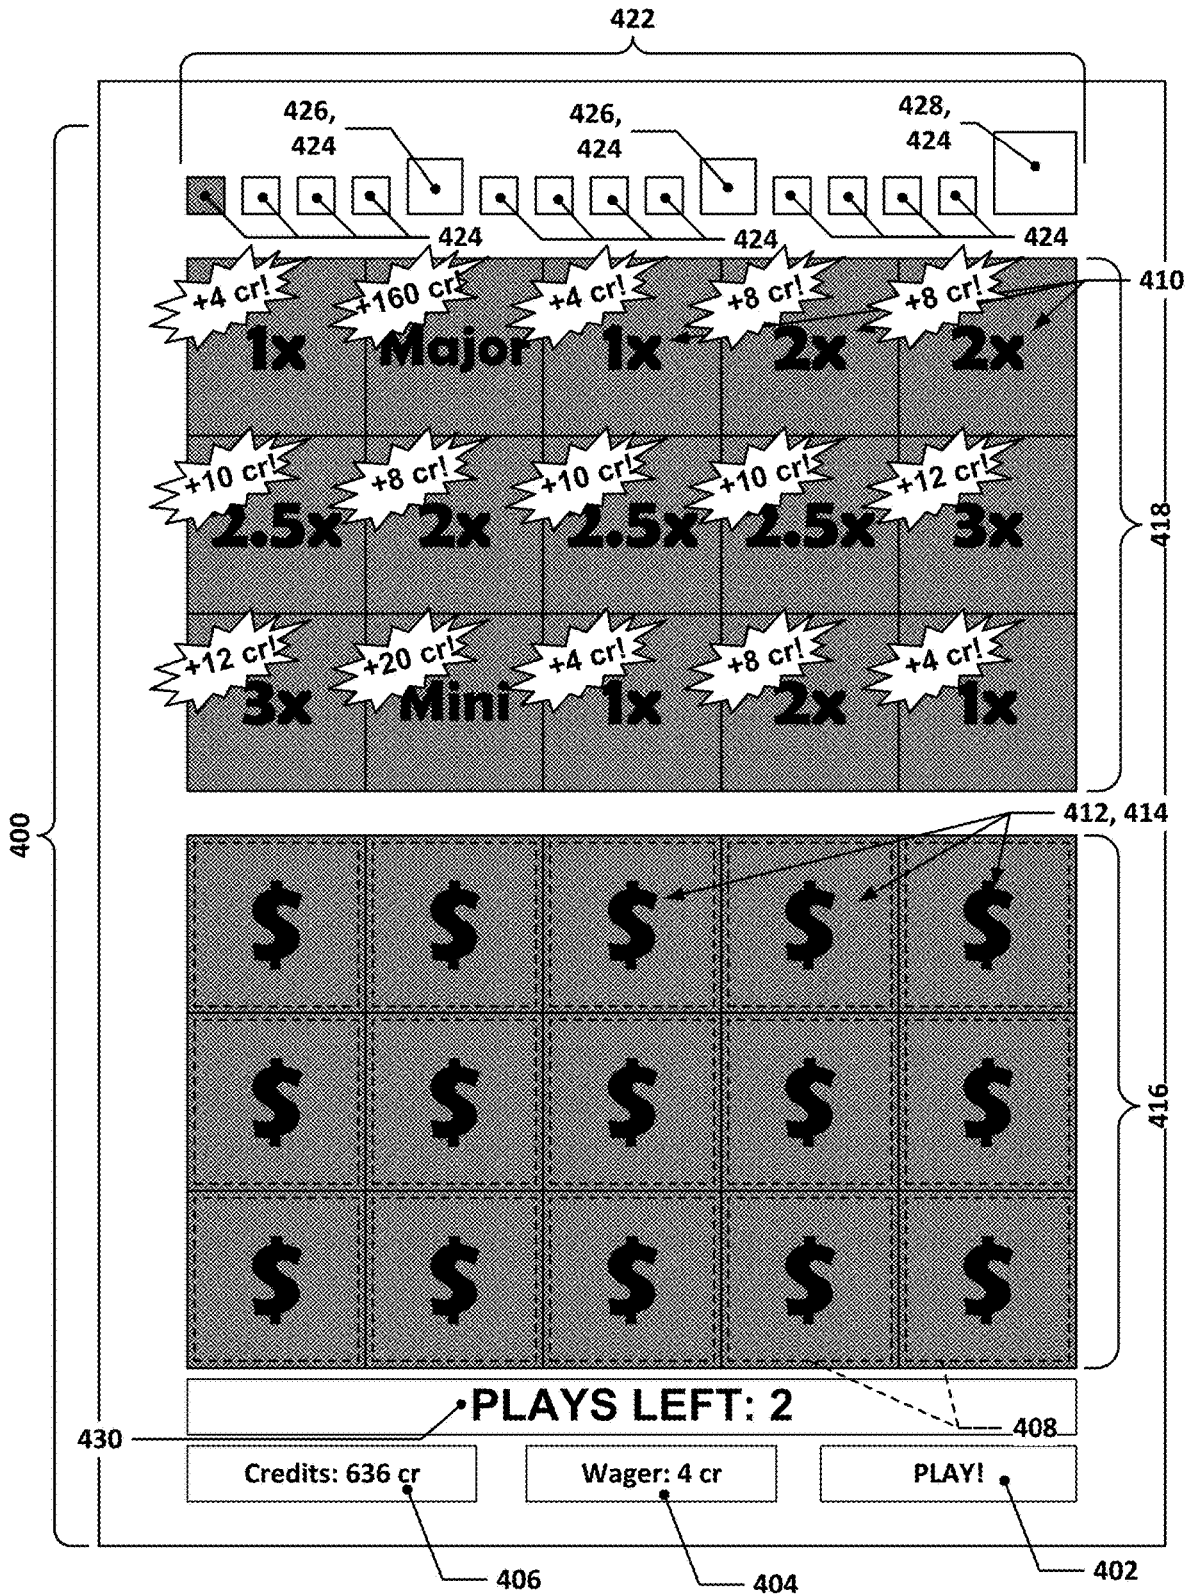 422
426,
424
426,
424
428,
424
424
424
424
410
+4 cr! +160 cr! +4 cr! +8 cr! +8 cr!
1x Major 1x 2x 2x
+10 cr! +8 cr! +10 cr! +10 cr! +12 cr!
2.5x 2x 2.5x 2.5x 3x
418
+12 cr! +20 cr! +4 cr! +8 cr! +4 cr!
3x Mini 1x 2x 1x
400
412, 414
$ $ $ $ $
$ $ $ $ $
416
$ $ $ $ $
PLAYS LEFT: 2
430
408
Credits: 636 cr Wager: 4 cr PLAY!
406
404
402